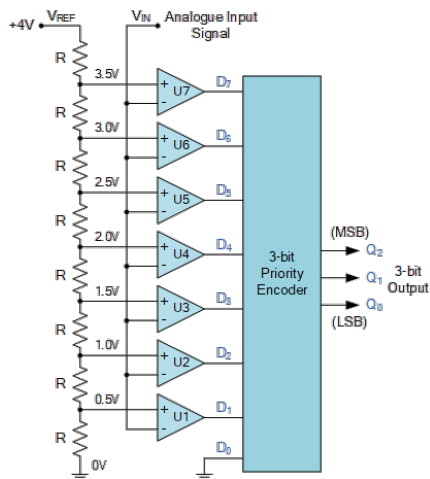 +4V VREF VIN Analogue Input
Signal
R
3.5V + - U7 D7
R
3.0V + - U6 D6
R
2.5V + - U5 D5
R
2.0V + - U4 D4
R
1.5V + - U3 D3
R
1.0V + - U2 D2
R
0.5V + - U1 D1
R
0V D0
3-bit
Priority
Encoder
(MSB)
Q2
Q1 3-bit
Output
Q0
(LSB)